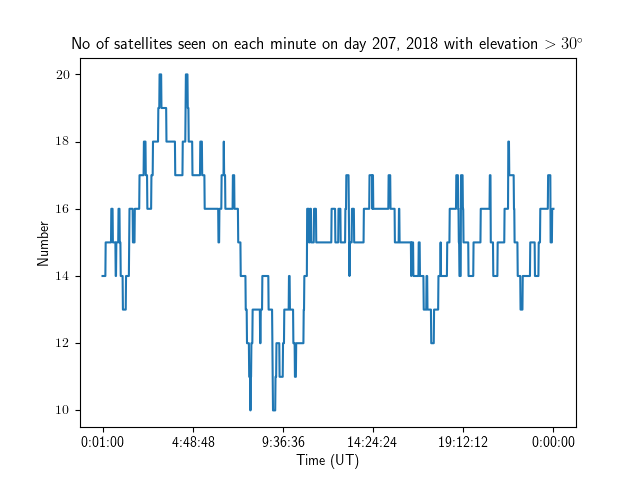 No of satellites seen on each minute on day 207, 2018 with elevation > 30°
20
18
16
14
12
10
Number
0:01:00 4:48:48 9:36:36 14:24:24 19:12:12 0:00:00
Time (UT)